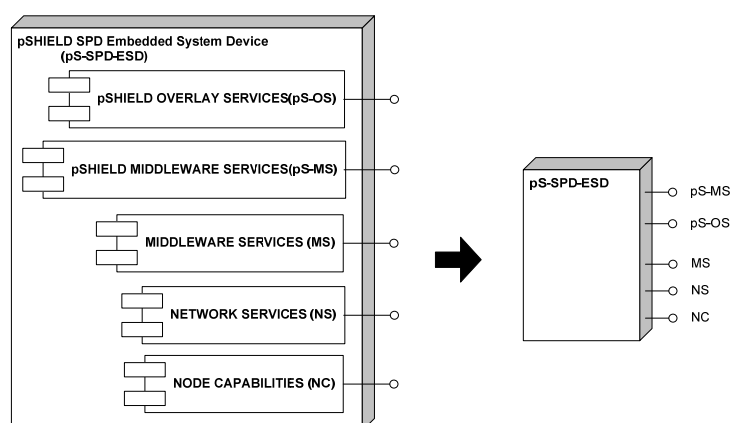 pSHIELD SPD Embedded System Device
(pS-SPD-ESD)
pSHIELD OVERLAY SERVICES(pS-OS)
pSHIELD MIDDLEWARE SERVICES(pS-MS)
MIDDLEWARE SERVICES (MS)
NETWORK SERVICES (NS)
NODE CAPABILITIES (NC)
pS-SPD-ESD
pS-MS
pS-OS
MS
NS
NC